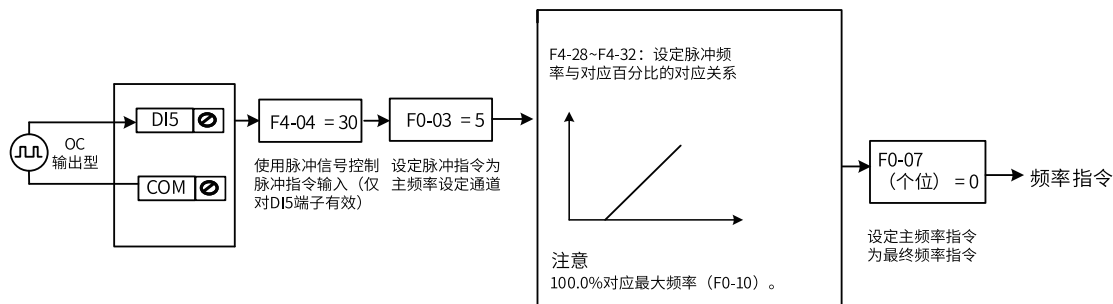 OC
输出型
DI5
COM
F4-04 = 30
使用脉冲信号控制
脉冲指令输入（仅
对DI5端子有效）
F0-03 = 5
设定脉冲指令为
主频率设定通道
F4-28~F4-32：设定脉冲频
率与对应百分比的对应关系
注意
100.0%对应最大频率（F0-10）。
F0-07
（个位） = 0
设定主频率指令
为最终频率指令
频率指令